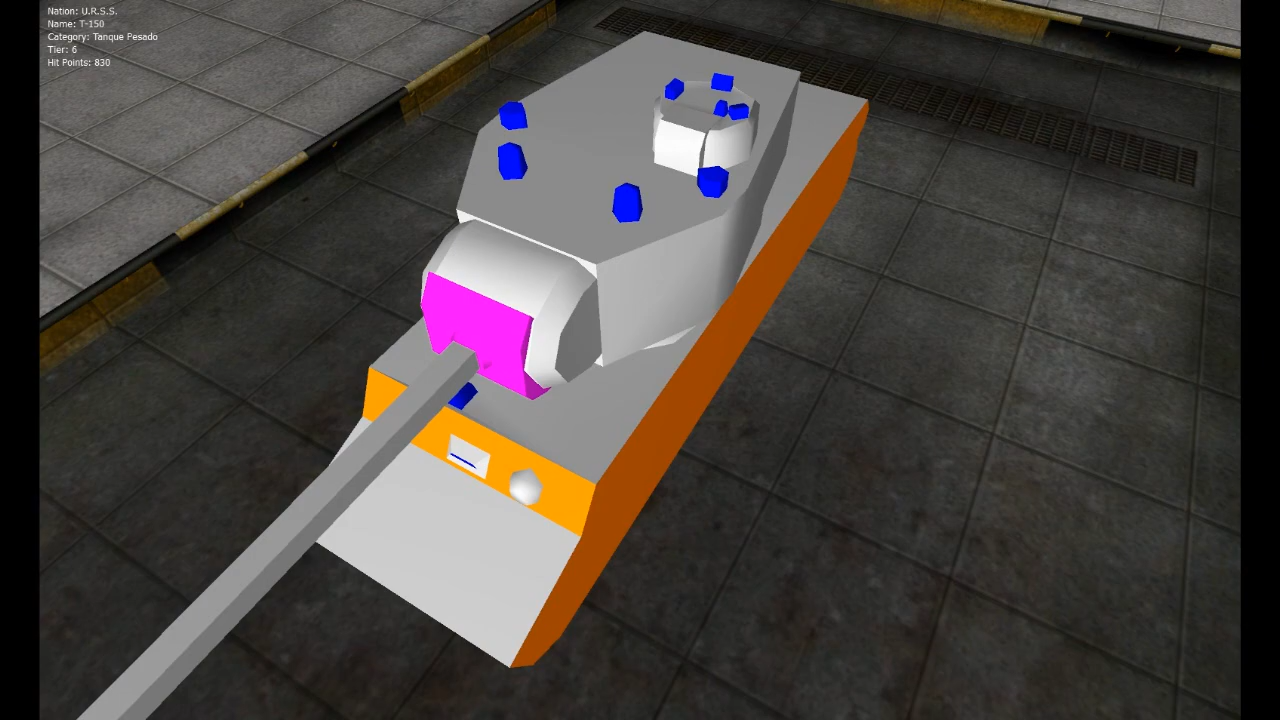 Nation: U.R.S.S.
Name: T-150
Category: Tanque Pesado
Tier: 6
Hit Points: 830